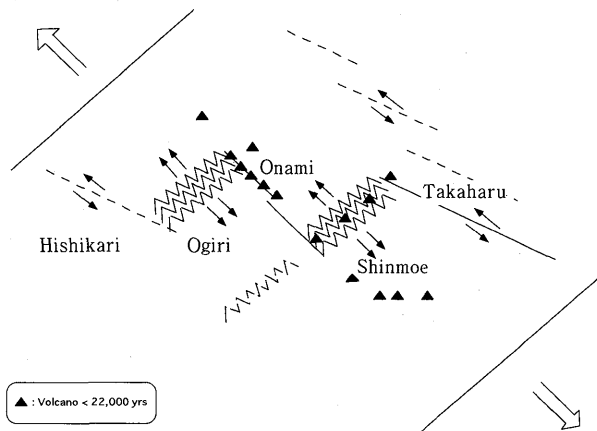 Onami
Takaharu
Hishikari
Ogiri
Shinmoe
▲ : Volcano < 22,000 yrs